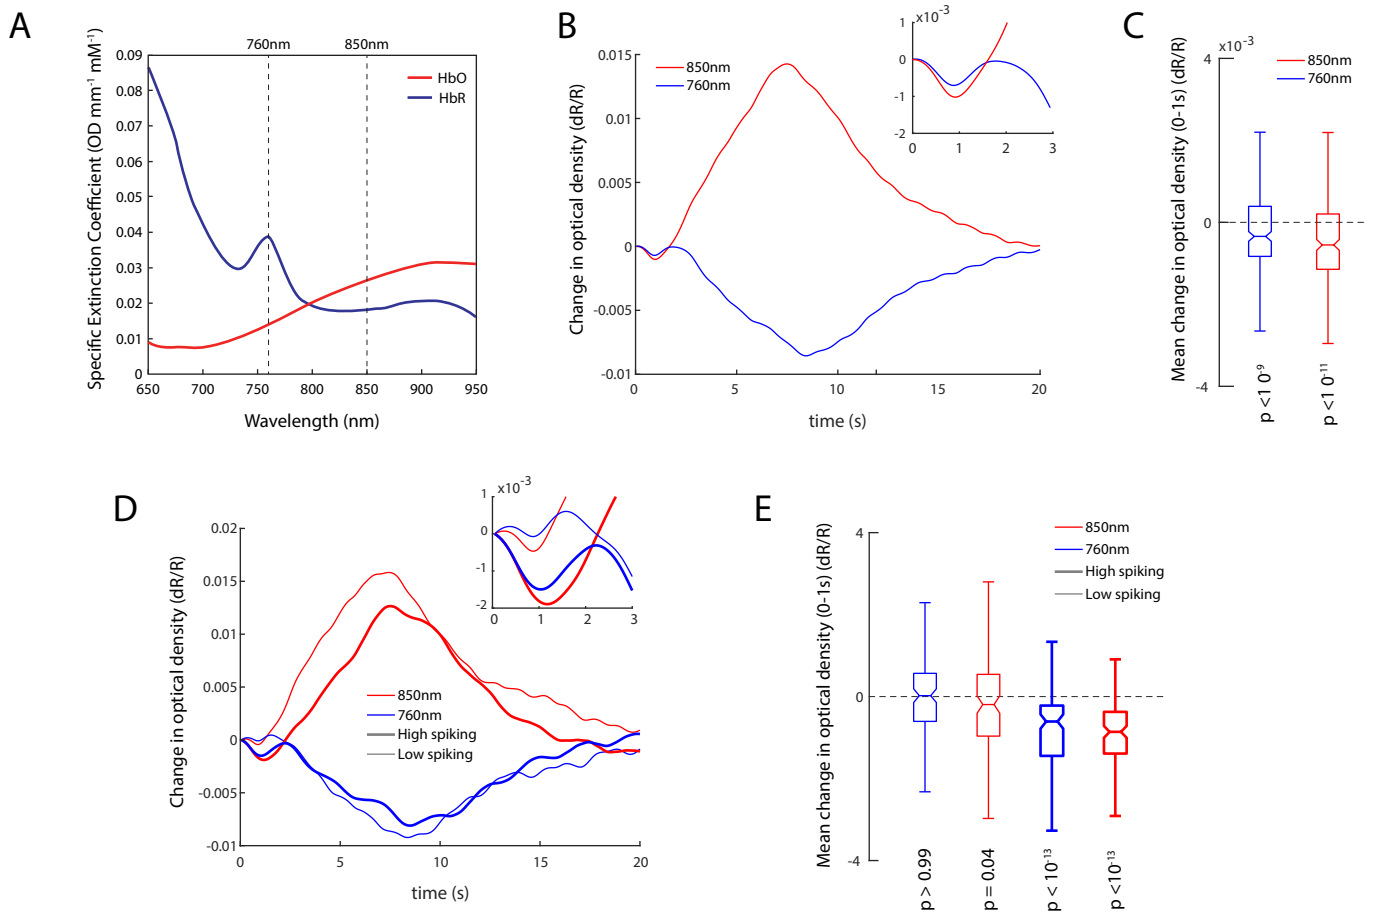 A
760nm
850nm
0.09
0.08
0.07
0.06
0.05
0.04
0.03
0.02
0.01
0
Specific Extinction Coefficient (OD mm⁻¹ mM⁻¹)
HbO
HbR
650
700
750
800
850
900
950
Wavelength (nm)
B
0.015
0.01
0.005
0
-0.005
-0.01
Change in optical density (dR/R)
850nm
760nm
0
5
10
15
20
time (s)
x10⁻³
1
0
-1
-2
0
1
2
3
C
x10⁻³
4
0
-4
Mean change in optical density (0-1s) (dR/R)
850nm
760nm
p <1 0⁻⁹
p <1 0⁻¹¹
D
0.02
0.015
0.01
0.005
0
-0.005
-0.01
Change in optical density (dR/R)
850nm
760nm
High spiking
Low spiking
0
5
10
15
20
time (s)
x10⁻³
1
0
-1
-2
0
1
2
3
E
4
0
-4
Mean change in optical density (0-1s) (dR/R)
850nm
760nm
High spiking
Low spiking
p > 0.99
p = 0.04
p < 10⁻¹³
p <10⁻¹³